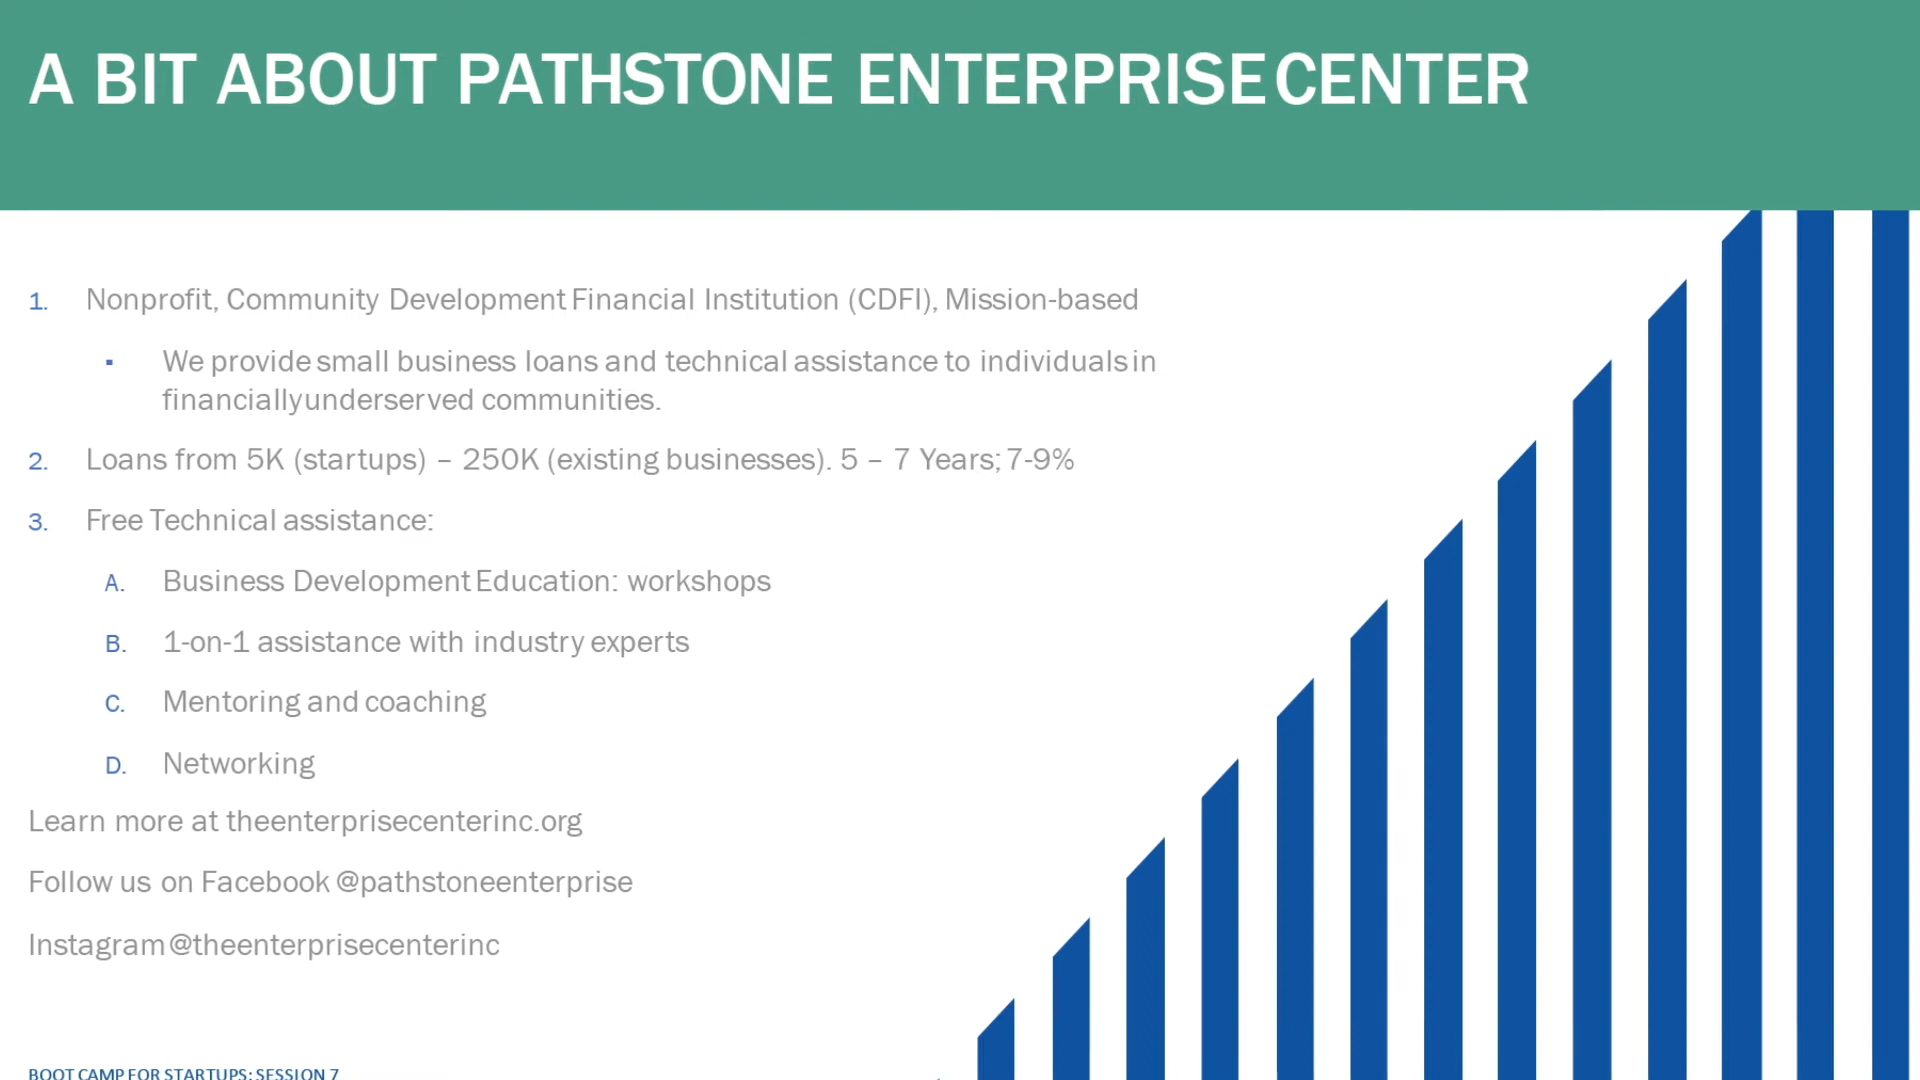 A BIT ABOUT PATHSTONE ENTERPRISE CENTER
1. Nonprofit, Community Development Financial Institution (CDFI), Mission-based
▪ We provide small business loans and technical assistance to individuals in
financially underserved communities.
2. Loans from 5K (startups) – 250K (existing businesses). 5 – 7 Years; 7-9%
3. Free Technical assistance:
A. Business Development Education: workshops
B. 1-on-1 assistance with industry experts
C. Mentoring and coaching
D. Networking
Learn more at theenterprisecenterinc.org
Follow us on Facebook @pathstoneenterprise
Instagram @theenterprisecenterinc
BOOT CAMP FOR STARTUPS: SESSION 7